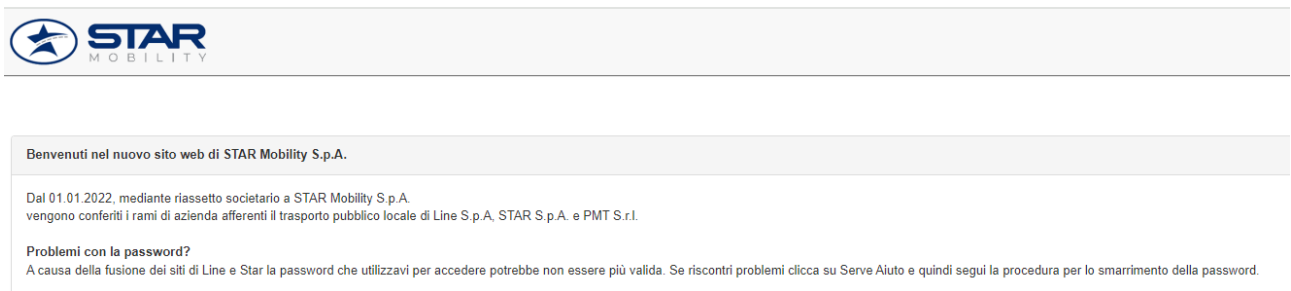 STAR
MOBILITY
Benvenuti nel nuovo sito web di STAR Mobility S.p.A.
Dal 01.01.2022, mediante riassetto societario a STAR Mobility S.p.A.
vengono conferiti i rami di azienda afferenti il trasporto pubblico locale di Line S.p.A, STAR S.p.A. e PMT S.r.l.
Problemi con la password?
A causa della fusione dei siti di Line e Star la password che utilizzavi per accedere potrebbe non essere più valida. Se riscontri problemi clicca su Serve Aiuto e quindi segui la procedura per lo smarrimento della password.